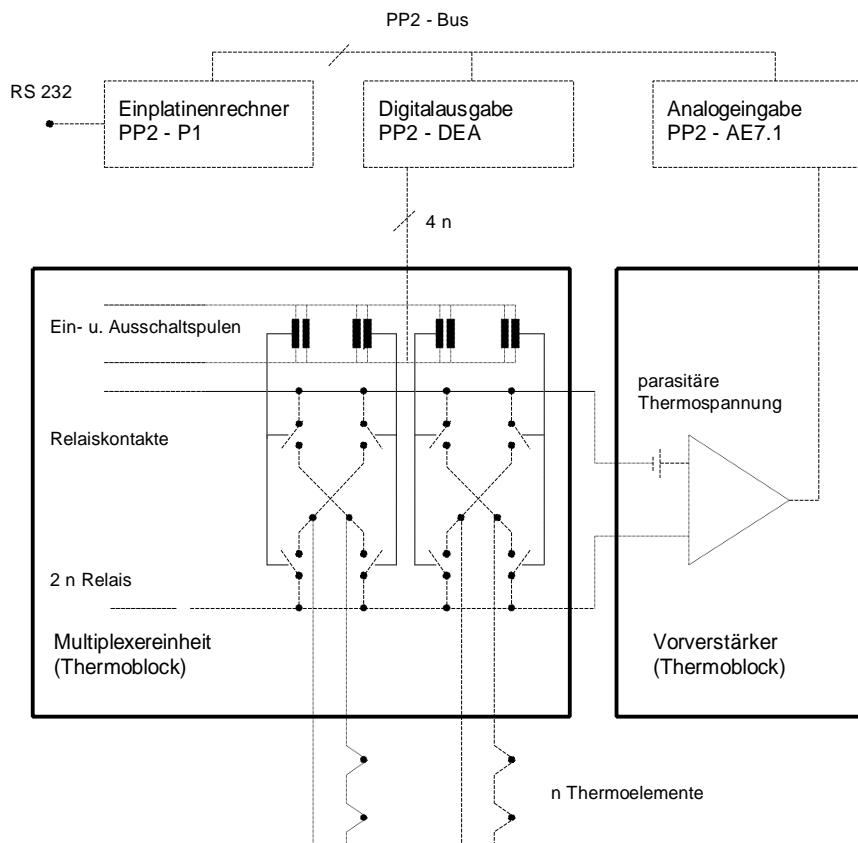 PP2 - Bus
RS 232
Einplatinenrechner
PP2 - P1
Digitalausgabe
PP2 - DEA
Analogeingabe
PP2 - AE7.1
4 n
Ein- u. Ausschaltspulen
parasitäre
Thermospannung
Relaiskontakte
2 n Relais
Multiplexereinheit
(Thermoblock)
Vorverstärker
(Thermoblock)
n Thermoelemente